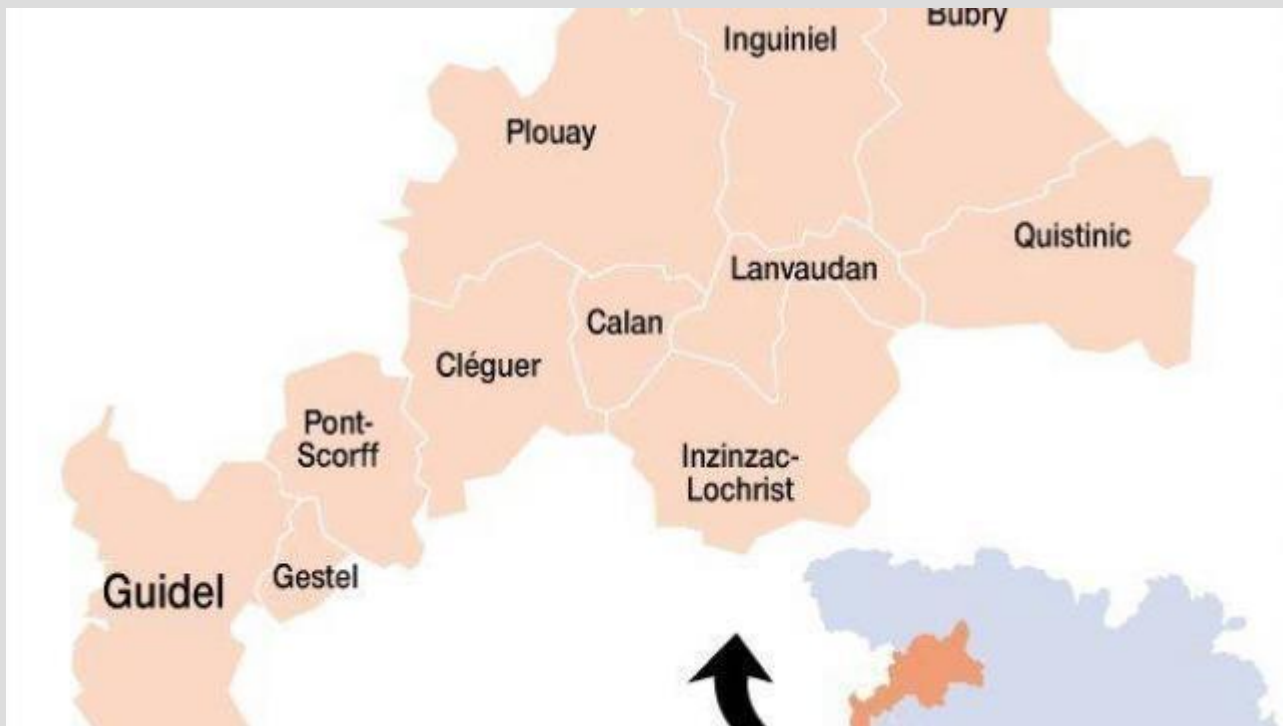 Bubry
Inguiniel
Plouay
Quistinic
Lanvaudan
Calan
Cléguer
Pont-
Scorff
Inzinzac-
Lochrist
Gestel
Guidel